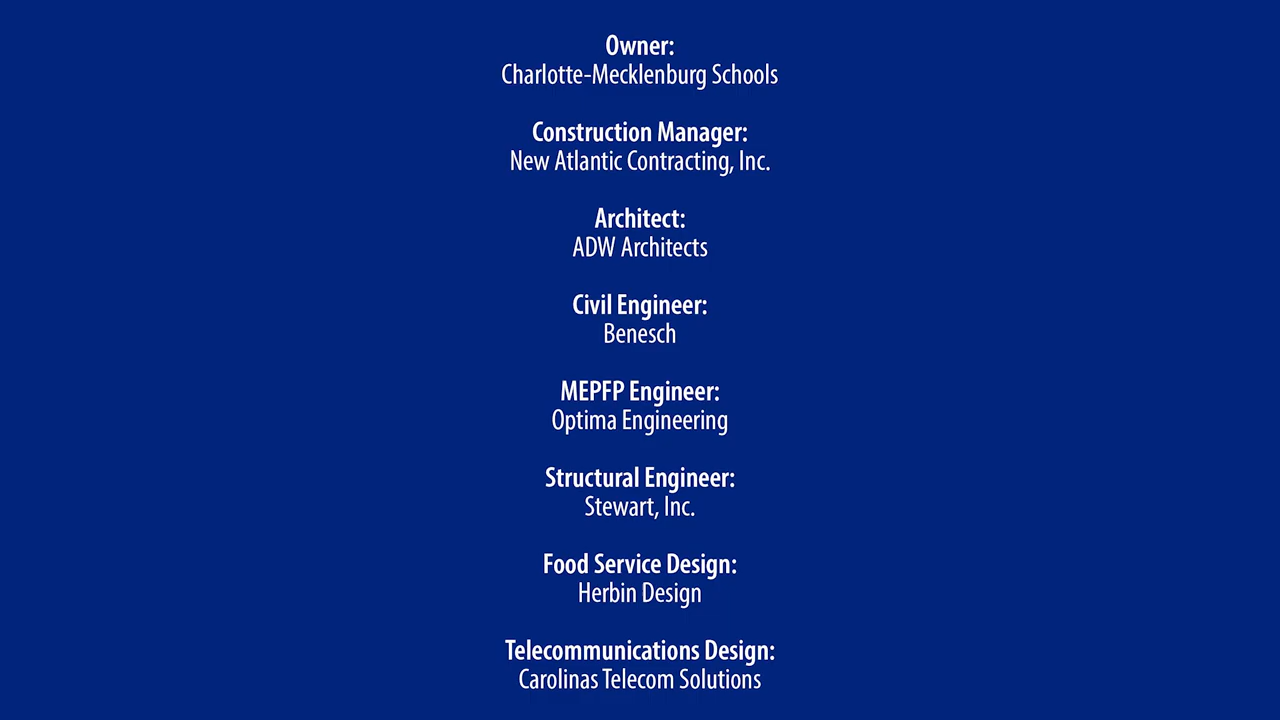 Owner:
Charlotte-Mecklenburg Schools
Construction Manager:
New Atlantic Contracting, Inc.
Architect:
ADW Architects
Civil Engineer:
Benesch
MEPFP Engineer:
Optima Engineering
Structural Engineer:
Stewart, Inc.
Food Service Design:
Herbin Design
Telecommunications Design:
Carolinas Telecom Solutions